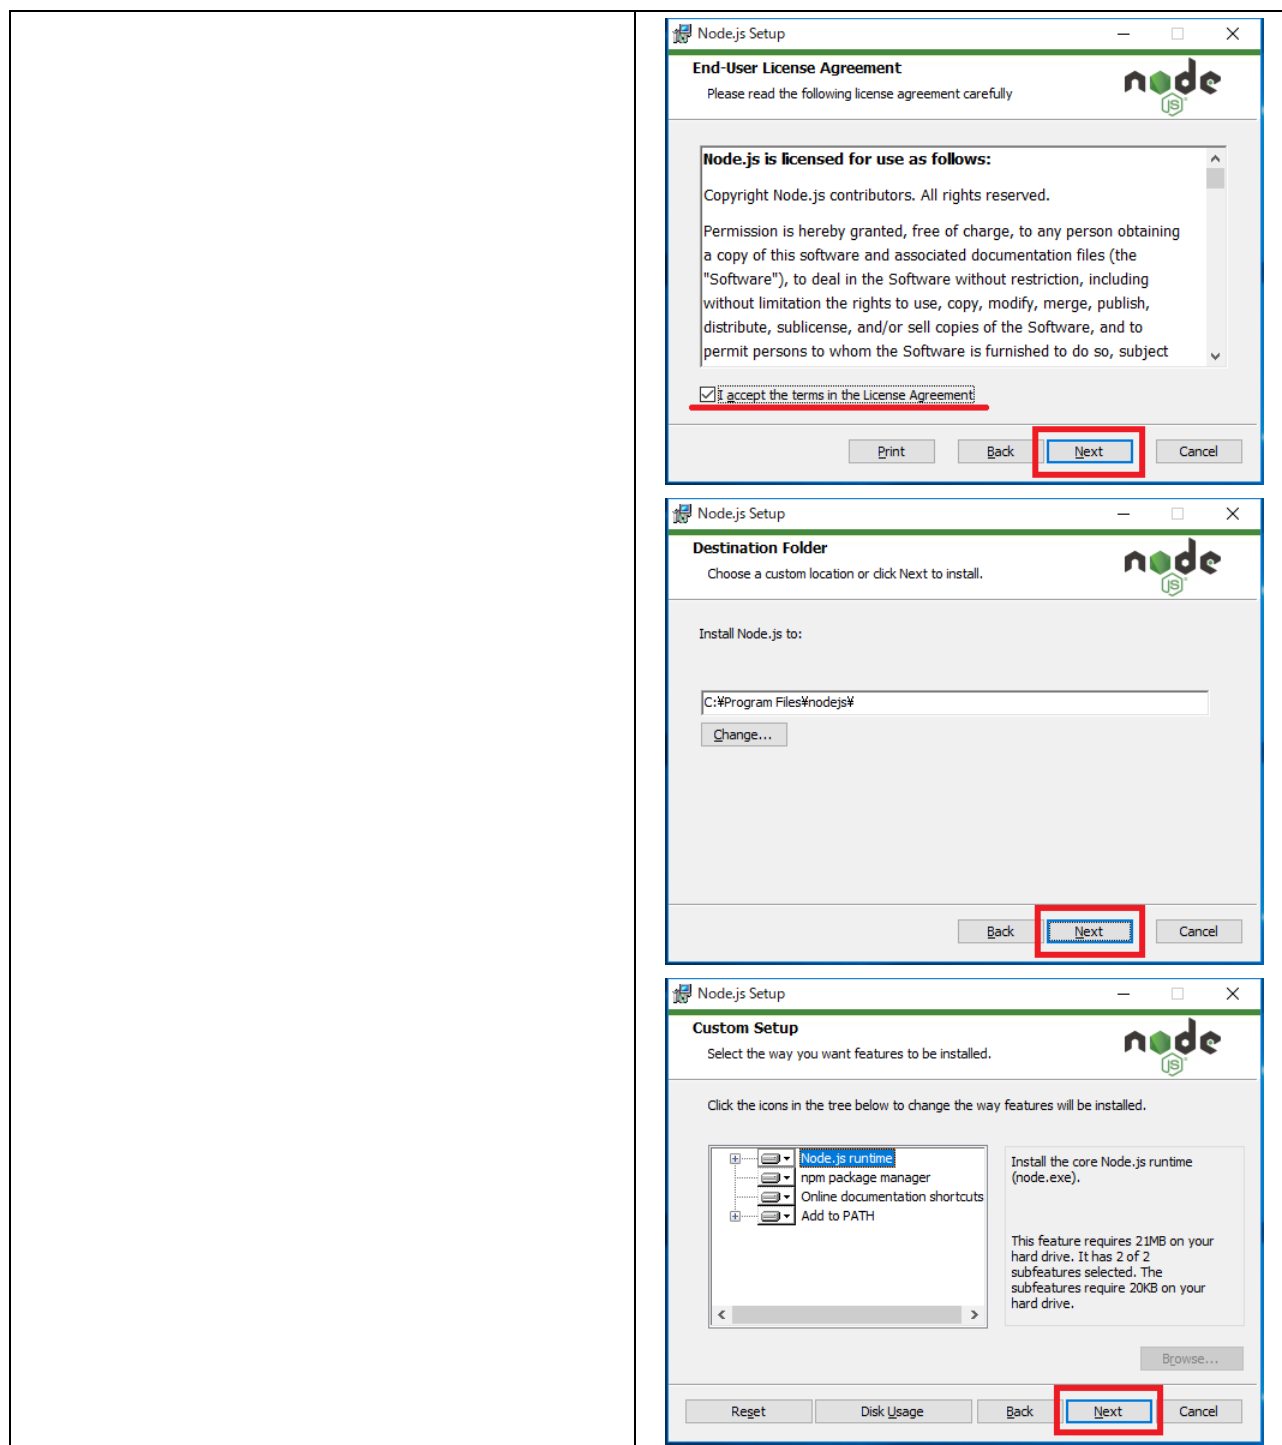 Node.js Setup
End-User License Agreement
Please read the following license agreement carefully
node
JS
Node.js is licensed for use as follows:
Copyright Node.js contributors. All rights reserved.
Permission is hereby granted, free of charge, to any person obtaining
a copy of this software and associated documentation files (the
"Software"), to deal in the Software without restriction, including
without limitation the rights to use, copy, modify, merge, publish,
distribute, sublicense, and/or sell copies of the Software, and to
permit persons to whom the Software is furnished to do so, subject
I accept the terms in the License Agreement
Print Back Next Cancel
Node.js Setup
Destination Folder
Choose a custom location or click Next to install.
node
JS
Install Node.js to:
C:¥Program Files¥nodejs¥
Change...
Back Next Cancel
Node.js Setup
Custom Setup
Select the way you want features to be installed.
node
JS
Click the icons in the tree below to change the way features will be installed.
Node.js runtime
npm package manager
Online documentation shortcuts
Add to PATH
Install the core Node.js runtime
(node.exe).
This feature requires 21MB on your
hard drive. It has 2 of 2
subfeatures selected. The
subfeatures require 20KB on your
hard drive.
Browse...
Reset Disk Usage Back Next Cancel